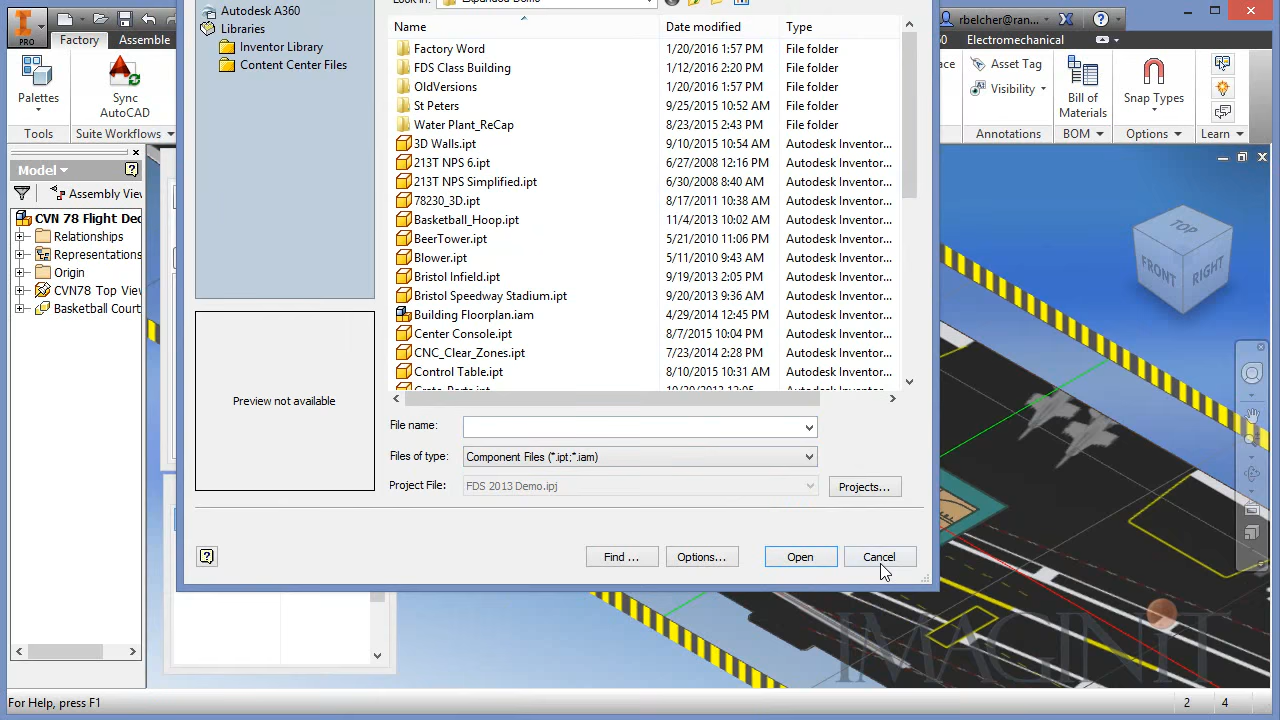 Autodesk A360
Libraries
Inventor Library
Content Center Files
Name
Date modified
Type
Factory Word 1/20/2016 1:57 PM File folder
FDS Class Building 1/12/2016 2:20 PM File folder
OldVersions 1/20/2016 1:57 PM File folder
St Peters 9/25/2015 10:52 AM File folder
Water Plant_ReCap 8/23/2015 2:43 PM File folder
3D Walls.ipt 9/10/2015 10:54 AM Autodesk Inventor...
213T NPS 6.ipt 6/27/2008 12:16 PM Autodesk Inventor...
213T NPS Simplified.ipt 6/30/2008 8:40 AM Autodesk Inventor...
78230_3D.ipt 8/17/2011 10:38 AM Autodesk Inventor...
Basketball_Hoop.ipt 11/4/2013 10:02 AM Autodesk Inventor...
BeerTower.ipt 5/21/2010 11:06 PM Autodesk Inventor...
Blower.ipt 5/11/2010 9:43 AM Autodesk Inventor...
Bristol Infield.ipt 9/19/2013 2:05 PM Autodesk Inventor...
Bristol Speedway Stadium.ipt 9/20/2013 9:36 AM Autodesk Inventor...
Building Floorplan.iam 4/29/2014 12:45 PM Autodesk Inventor...
Center Console.ipt 8/7/2015 10:04 PM Autodesk Inventor...
CNC_Clear_Zones.ipt 7/23/2014 2:28 PM Autodesk Inventor...
Control Table.ipt 8/10/2015 10:31 AM Autodesk Inventor...
Preview not available
File name:
Files of type: Component Files (*.ipt;*.iam)
Project File: FDS 2013 Demo.ipj
Projects...
Find ...
Options...
Open
Cancel
PRO
Factory
Assemble
Palettes
Sync
AutoCAD
Tools
Suite Workflows
Model
Assembly Vie
CVN 78 Flight Dec
Relationships
Representations
Origin
CVN78 Top View
Basketball Court
rbelcher@ran...
Electromechanical
Asset Tag
Visibility
Bill of
Materials
Snap Types
Annotations
BOM
Options
Learn
TOP
FRONT
RIGHT
IMAGINiT
For Help, press F1
2
4